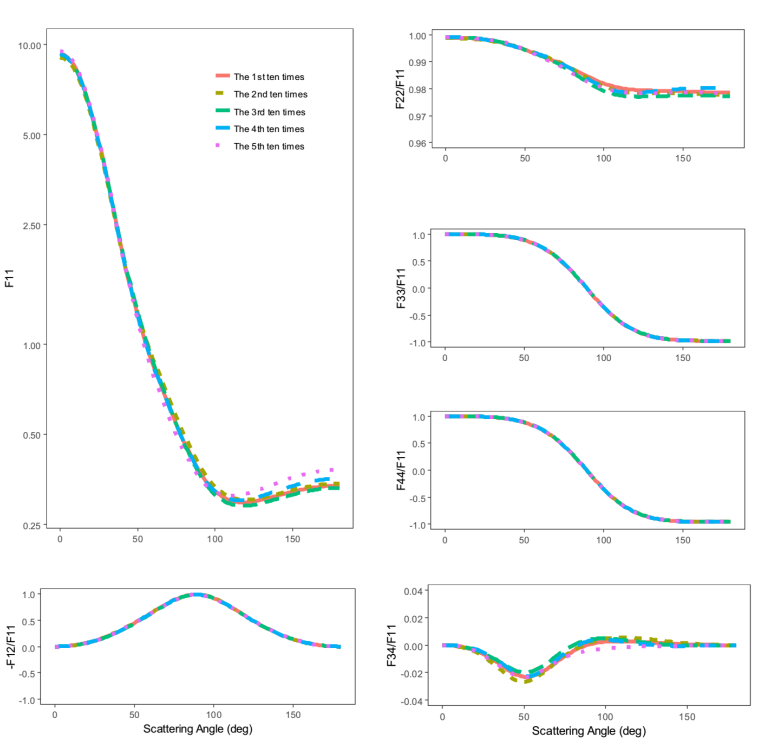 10.00
5.00
2.50
1.00
0.50
0.25
F11
The 1st ten times
The 2nd ten times
The 3rd ten times
The 4th ten times
The 5th ten times
0 50 100 150
1.00
0.99
0.98
0.97
0.96
F22/F11
0 50 100 150
1.0
0.5
0.0
-0.5
-1.0
F33/F11
0 50 100 150
1.0
0.5
0.0
-0.5
-1.0
F44/F11
0 50 100 150
1.0
0.5
0.0
-0.5
-1.0
-F12/F11
0 50 100 150
Scattering Angle (deg)
0.04
0.02
0.00
-0.02
-0.04
F34/F11
0 50 100 150
Scattering Angle (deg)